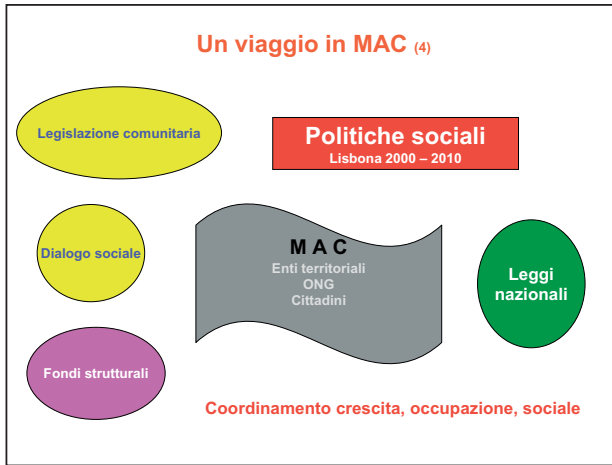 Un viaggio in MAC (4)
Legislazione comunitaria
Politiche sociali
Lisbona 2000 – 2010
Dialogo sociale
M A C
Enti territoriali
ONG
Cittadini
Leggi
nazionali
Fondi strutturali
Coordinamento crescita, occupazione, sociale